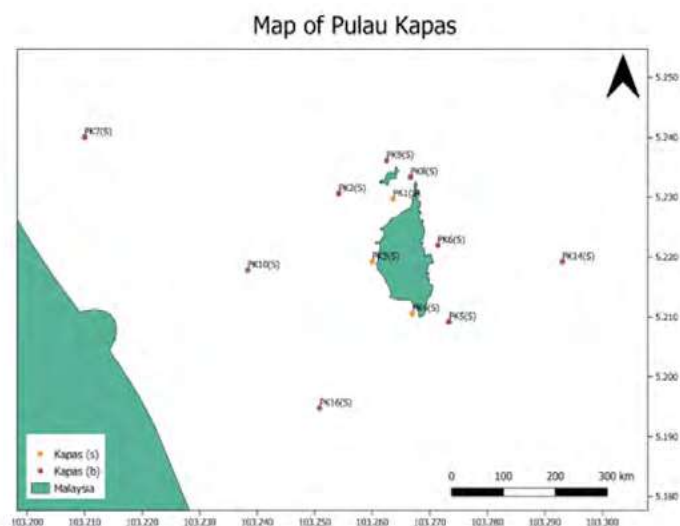 Map of Pulau Kapas
5.250
PK7(S)
5.240
PK9(S)
PK8(S)
PK2(S)
PK1(S)
5.230
PK6(S)
PK10(S)
PK3(S)
PK14(S)
5.220
PK4(S)
PK5(S)
5.210
5.200
PK16(S)
5.190
Kapas (s)
Kapas (b)
Malaysia
0 100 200 300 km
5.170
5.160
103.200 103.210 103.220 103.230 103.240 103.250 103.260 103.270 103.280 103.290 103.300